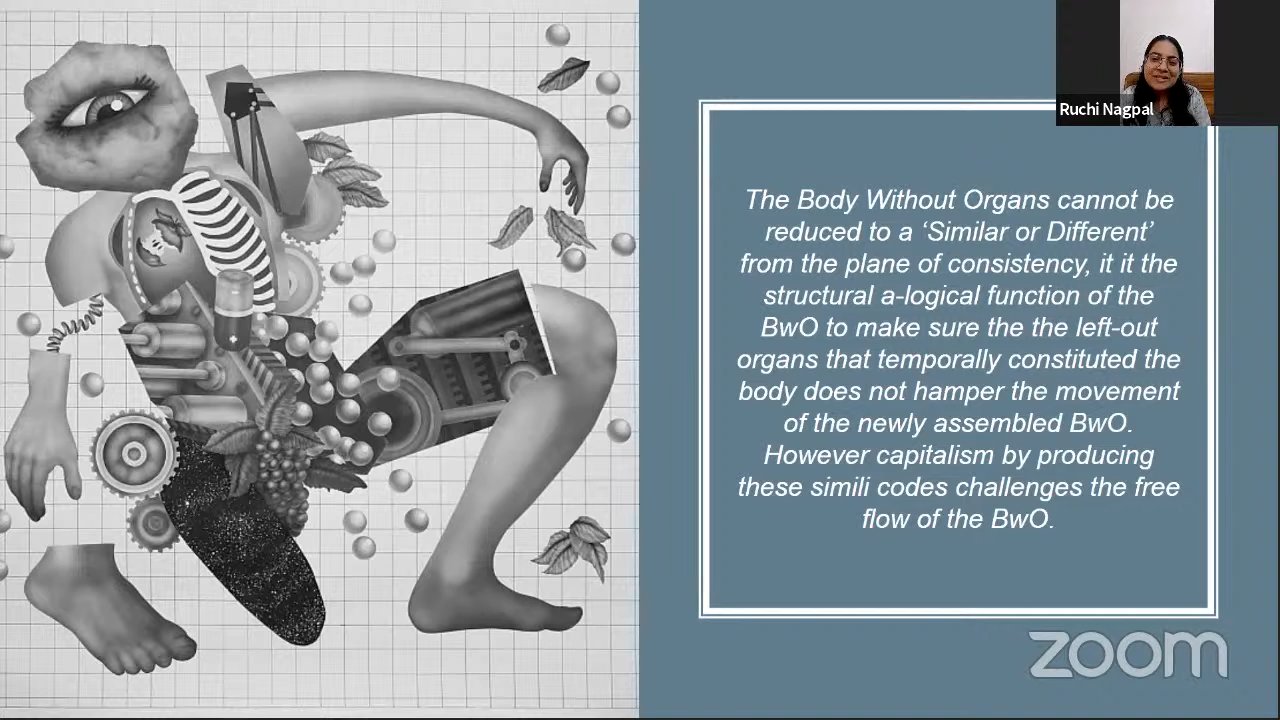 Ruchi Nagpal
The Body Without Organs cannot be
reduced to a ‘Similar or Different’
from the plane of consistency, it it the
structural a-logical function of the
BwO to make sure the the left-out
organs that temporally constituted the
body does not hamper the movement
of the newly assembled BwO.
However capitalism by producing
these simili codes challenges the free
flow of the BwO.
zoom